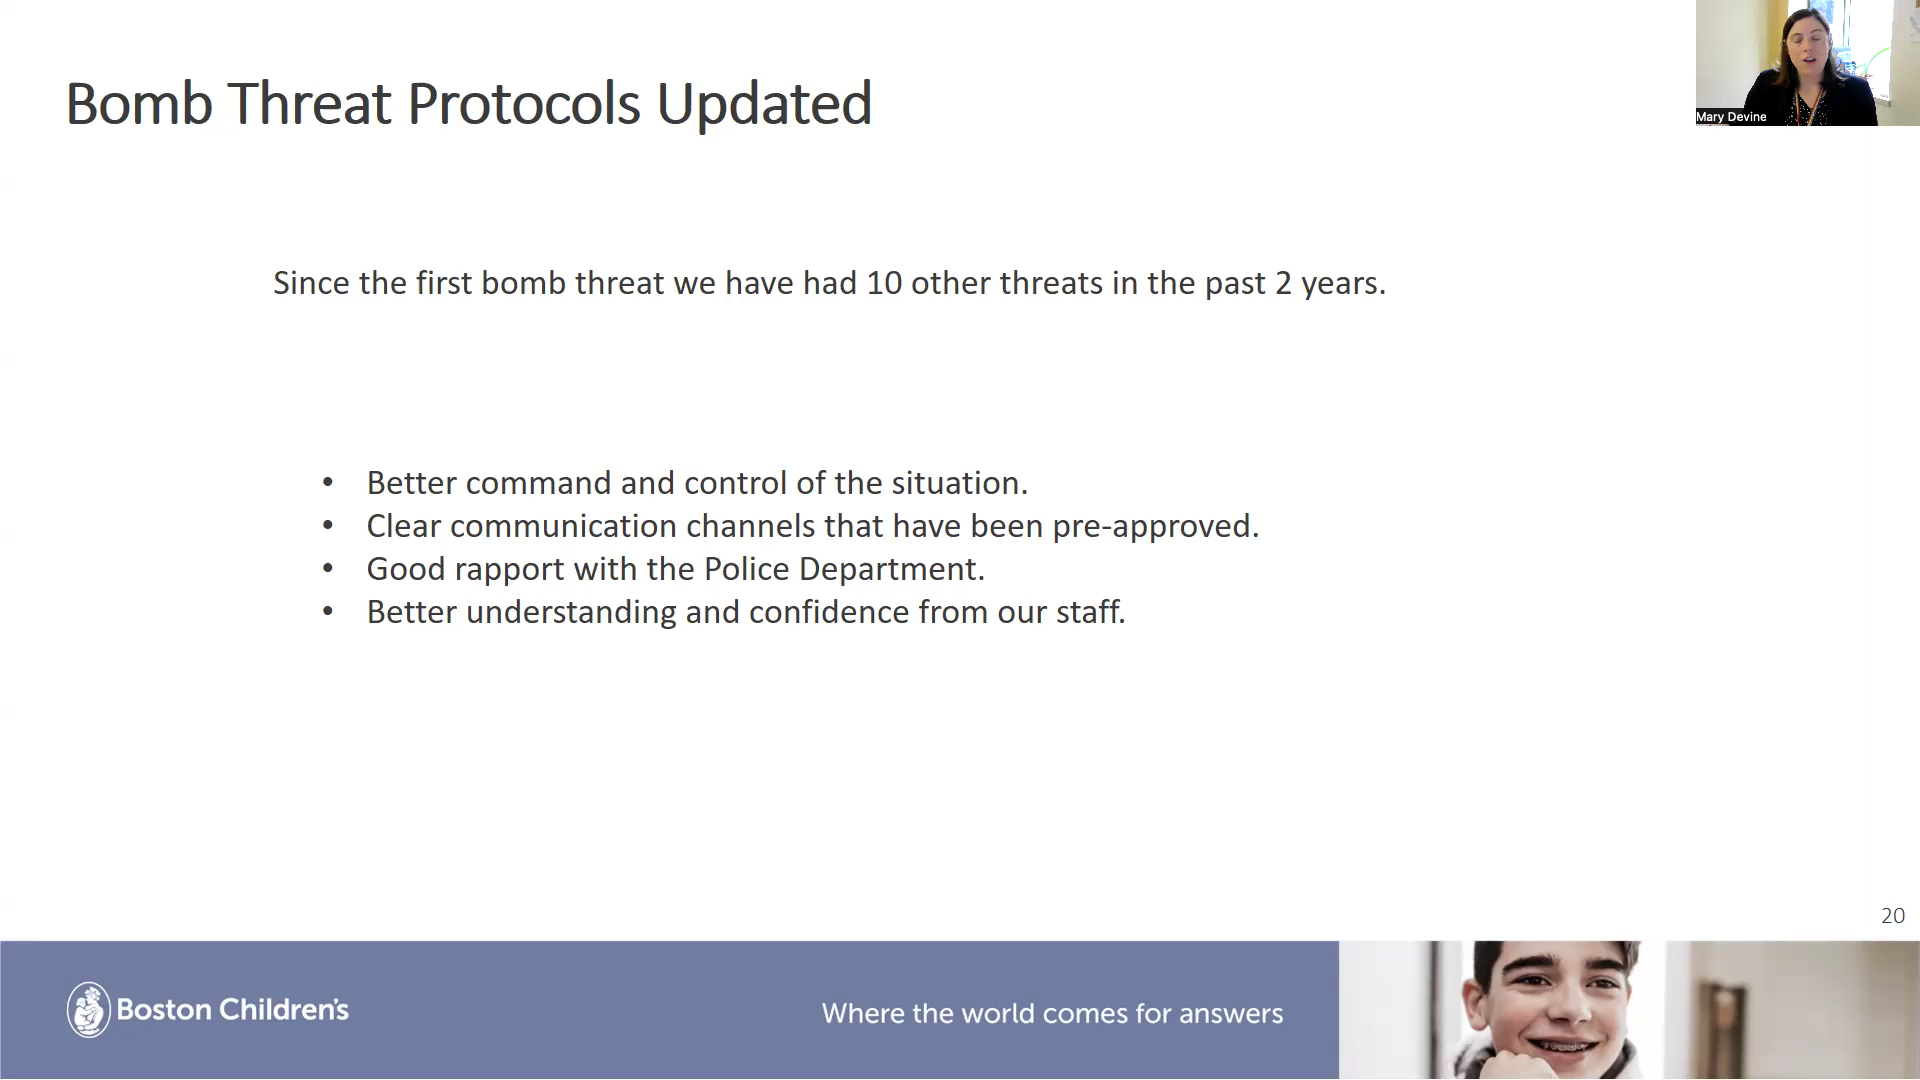 Bomb Threat Protocols Updated
Mary Devine
Since the first bomb threat we have had 10 other threats in the past 2 years.
• Better command and control of the situation.
• Clear communication channels that have been pre-approved.
• Good rapport with the Police Department.
• Better understanding and confidence from our staff.
20
Boston Children's
Where the world comes for answers